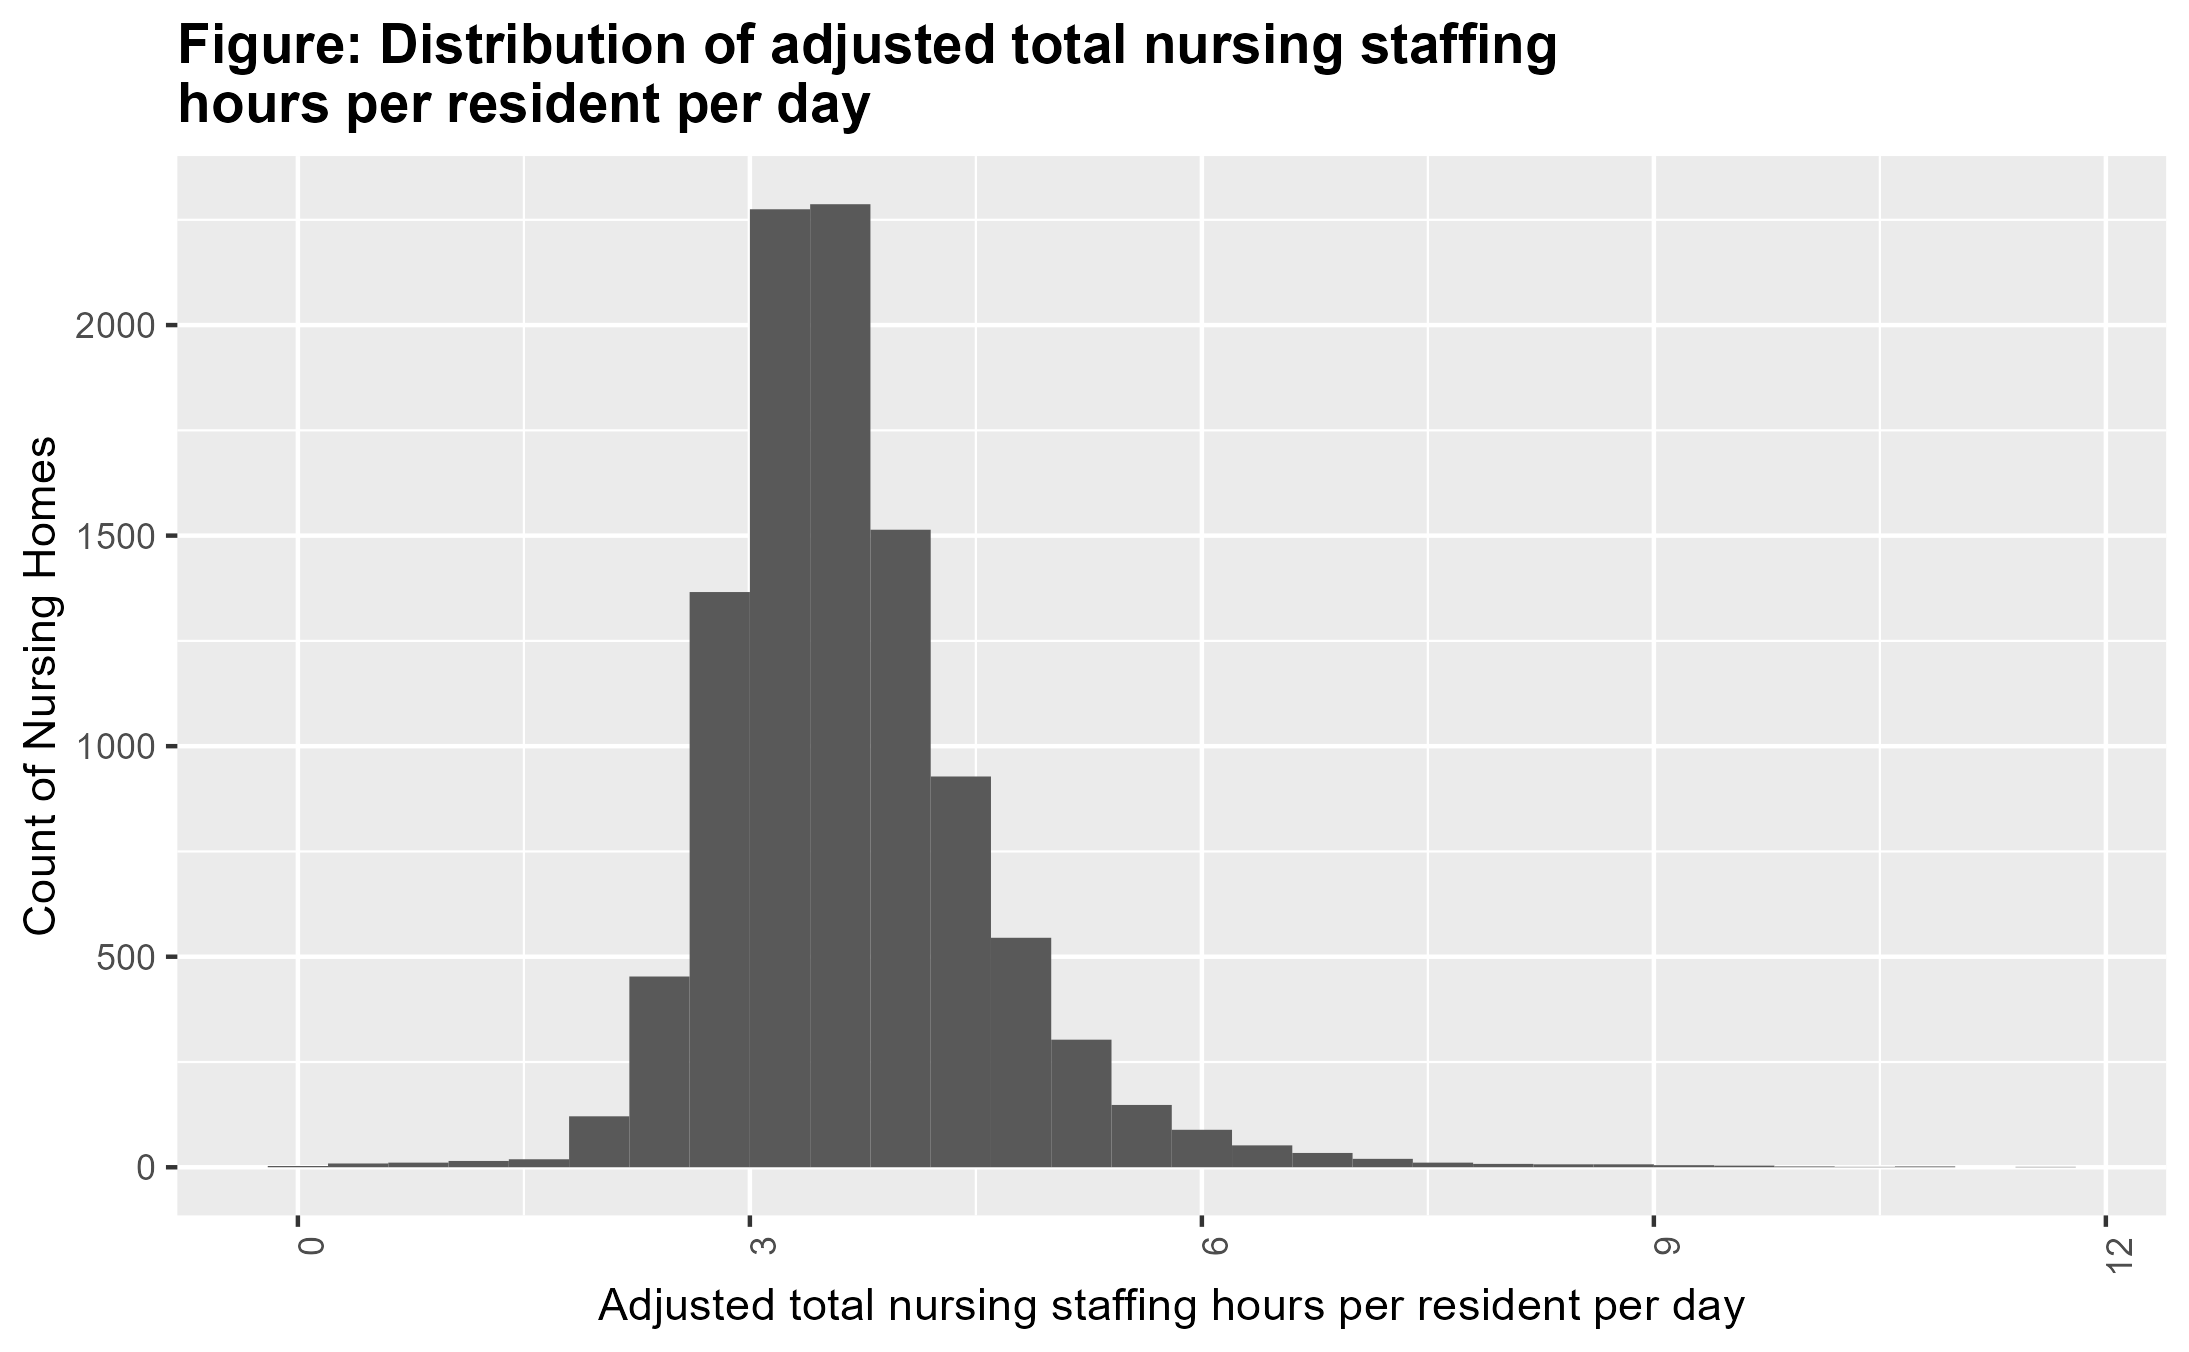 Figure: Distribution of adjusted total nursing staffing
hours per resident per day
Count of Nursing Homes
2000
1500
1000
500
0
0
3
6
9
12
Adjusted total nursing staffing hours per resident per day